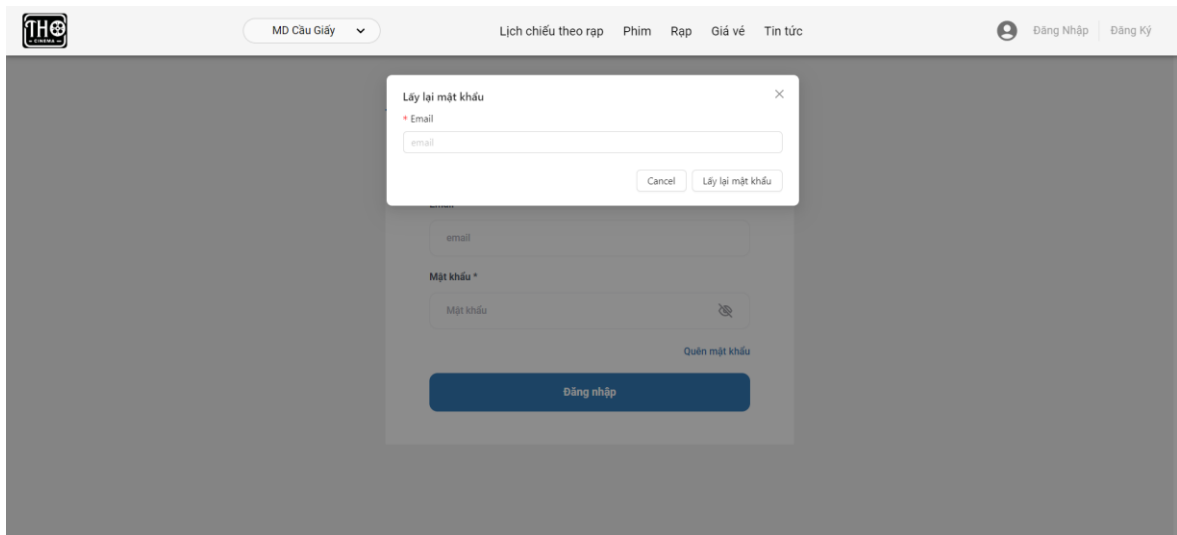 THO
CINEMA
MD Cầu Giấy
Lịch chiếu theo rạp Phim Rạp Giá vé Tin tức
Đăng Nhập Đăng Ký
Lấy lại mật khẩu
* Email
email
Cancel Lấy lại mật khẩu
email
Mật khẩu *
Mật khẩu
Quên mật khẩu
Đăng nhập